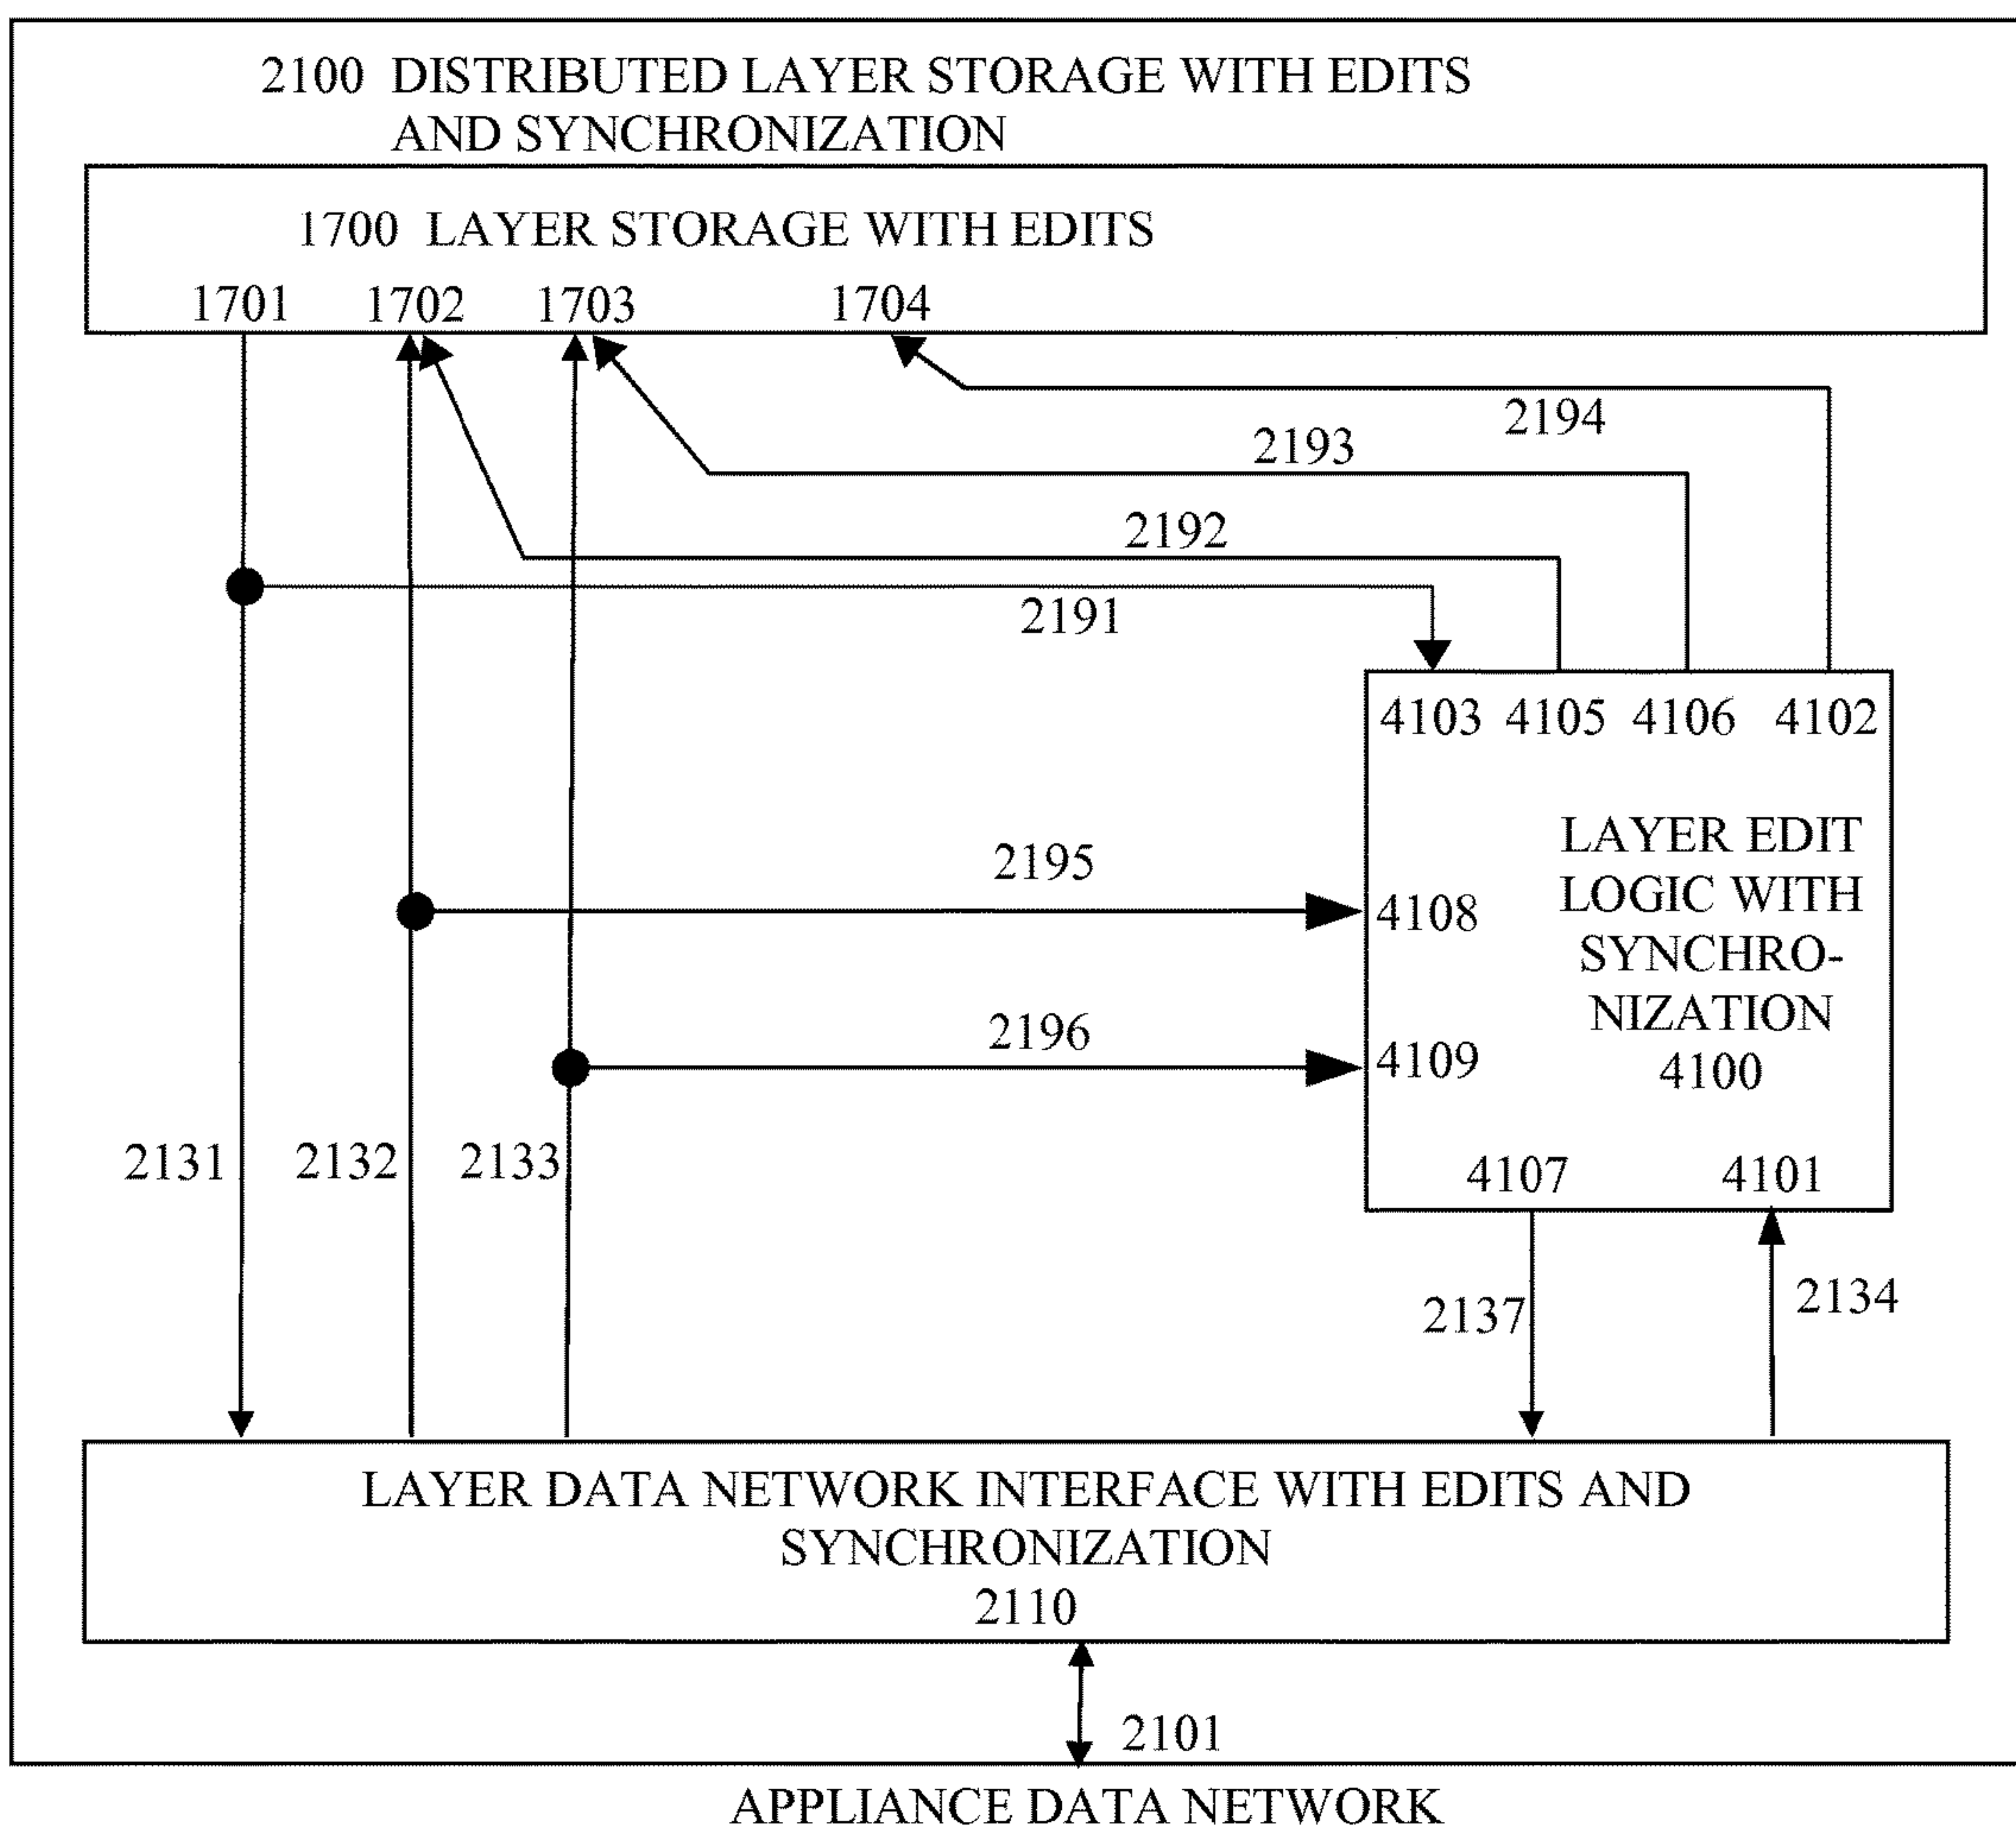 2100 DISTRIBUTED LAYER STORAGE WITH EDITS
AND SYNCHRONIZATION
1700 LAYER STORAGE WITH EDITS
1701 1702 1703 1704
2194
2193
2192
2191
4103 4105 4106 4102
LAYER EDIT
LOGIC WITH
SYNCHRO-
NIZATION
4100
2195
4108
2196
4109
2131 2132 2133
4107 4101
2137
2134
LAYER DATA NETWORK INTERFACE WITH EDITS AND
SYNCHRONIZATION
2110
2101
APPLIANCE DATA NETWORK